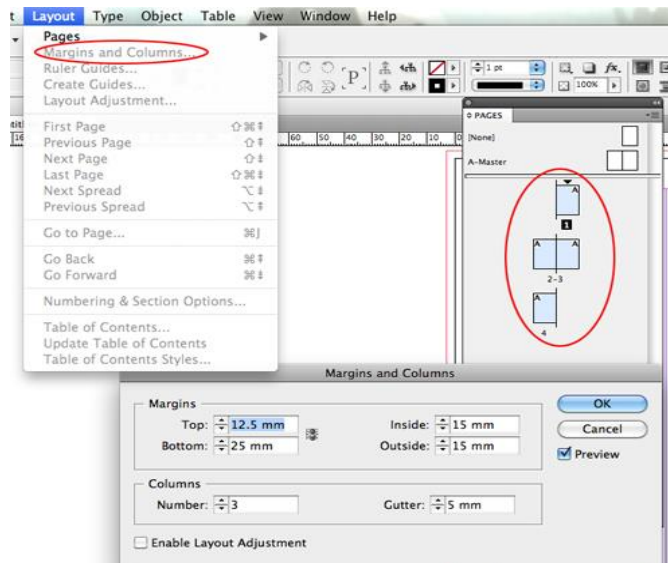 t Layout Type Object Table View Window Help
Pages
Margins and Columns...
Ruler Guides...
Create Guides...
Layout Adjustment...
First Page ⇧⌘⇞
Previous Page ⇧⇞
Next Page ⇧⇟
Last Page ⇧⌘⇟
Next Spread ⌥⇟
Previous Spread ⌥⇞
Go to Page... ⌘J
Go Back ⌘⇞
Go Forward ⌘⇟
Numbering & Section Options...
Table of Contents...
Update Table of Contents
Table of Contents Styles...
P
1 pt
fx.
100%
60 50 40 30 20 10 0
PAGES
[None]
A-Master
A
1
A A
2-3
A
4
Margins and Columns
Margins
Top: 12.5 mm Inside: 15 mm
Bottom: 25 mm Outside: 15 mm
Columns
Number: 3 Gutter: 5 mm
Enable Layout Adjustment
OK
Cancel
Preview